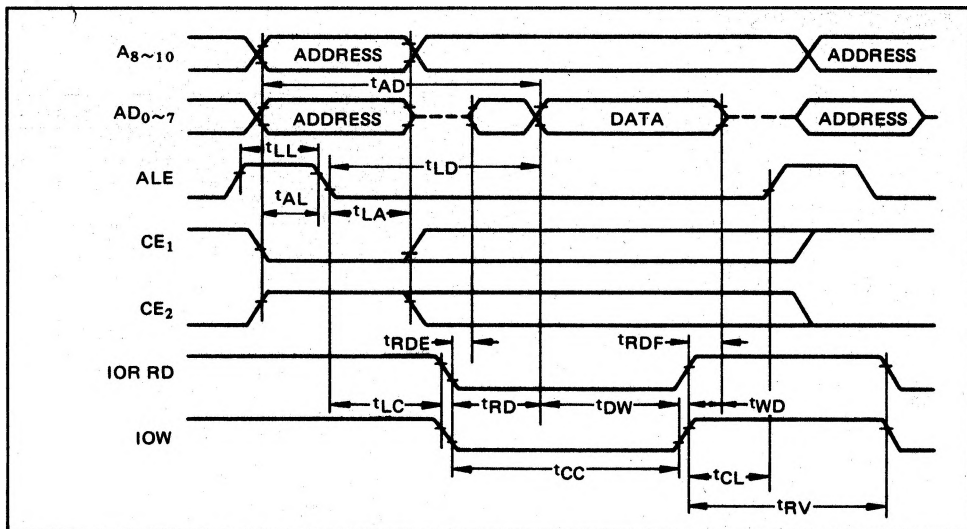 A8~10 ADDRESS ADDRESS
tAD
AD0~7 ADDRESS DATA ADDRESS
tLL tLD
ALE
tAL tLA
CE1
CE2
tRDE tRDF
IOR RD
tLC tRD tDW tWD
IOW
tCC tCL
tRV